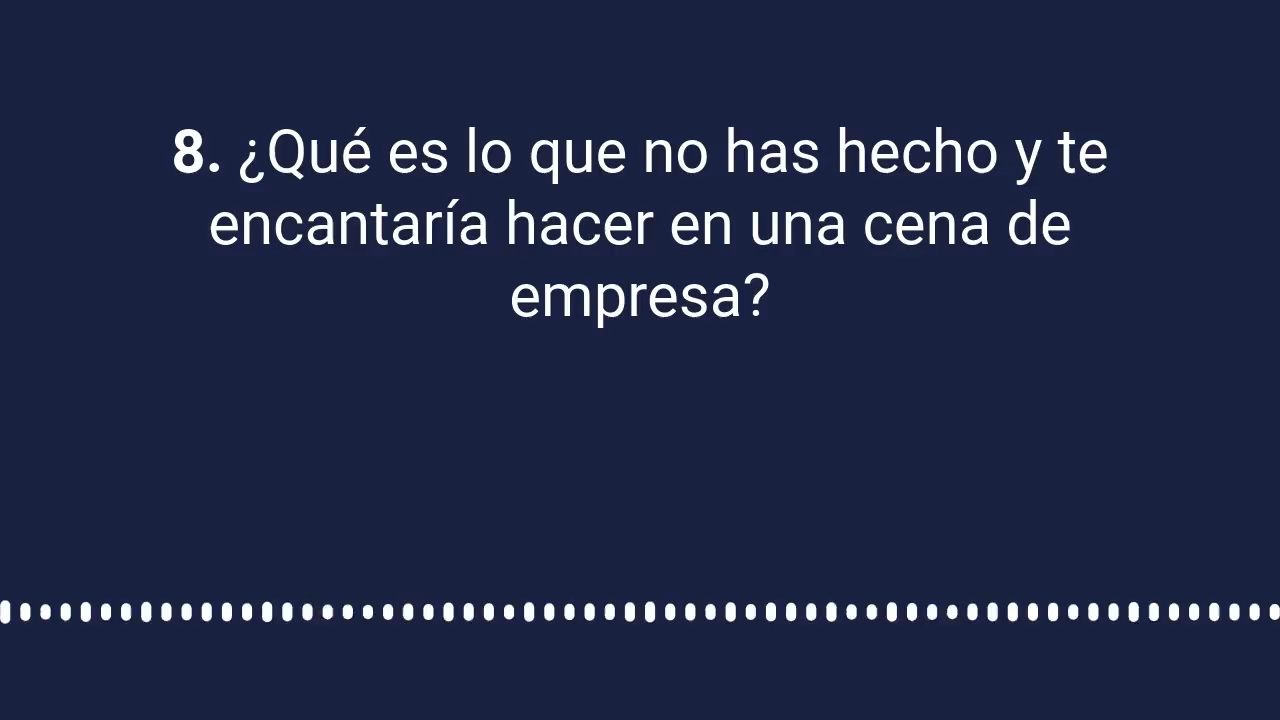 8. ¿Qué es lo que no has hecho y te
encantaría hacer en una cena de
empresa?